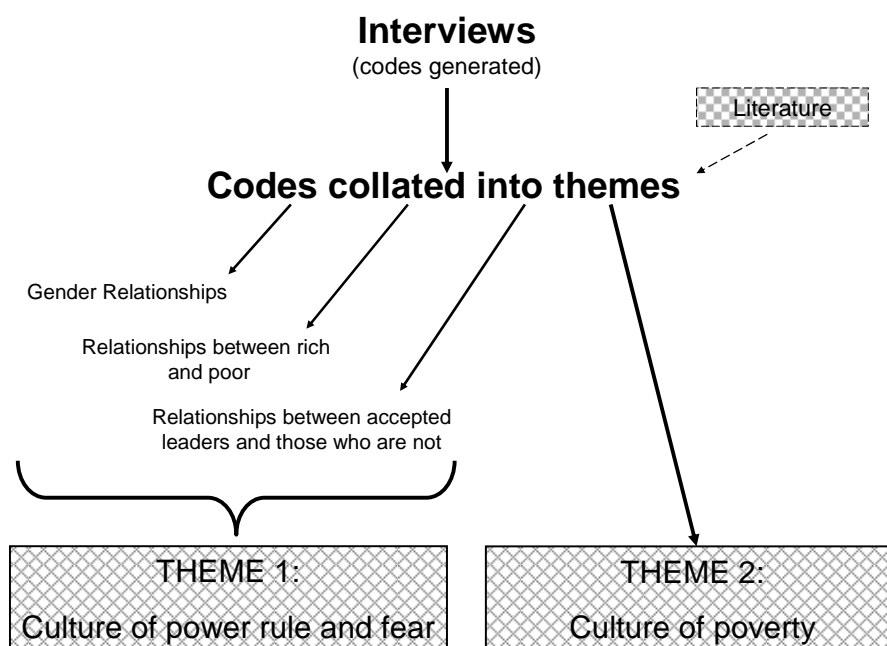 Interviews
(codes generated)
Literature
Codes collated into themes
Gender Relationships
Relationships between rich
and poor
Relationships between accepted
leaders and those who are not
THEME 1:
Culture of power rule and fear
THEME 2:
Culture of poverty